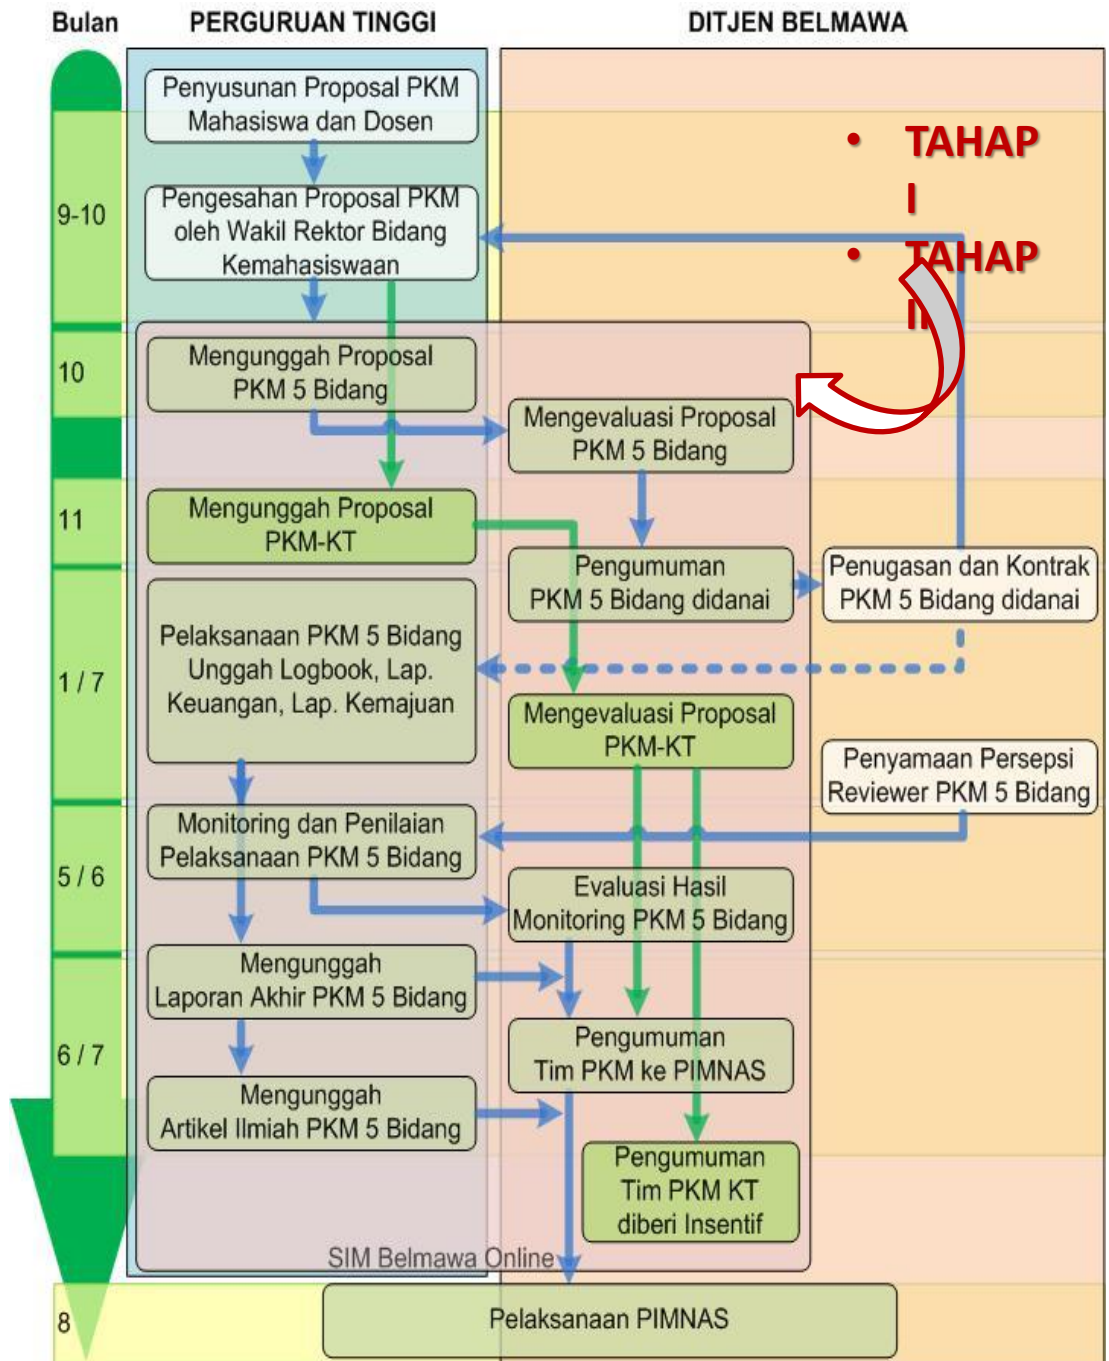 Bulan
PERGURUAN TINGGI
DITJEN BELMAWA
Penyusunan Proposal PKM
Mahasiswa dan Dosen
• TAHAP
I
• TAHAP
II
9-10
Pengesahan Proposal PKM
oleh Wakil Rektor Bidang
Kemahasiswaan
10
Mengunggah Proposal
PKM 5 Bidang
Mengevaluasi Proposal
PKM 5 Bidang
11
Mengunggah Proposal
PKM-KT
Pengumuman
PKM 5 Bidang didanai
Penugasan dan Kontrak
PKM 5 Bidang didanai
1 / 7
Pelaksanaan PKM 5 Bidang
Unggah Logbook, Lap.
Keuangan, Lap. Kemajuan
Mengevaluasi Proposal
PKM-KT
Penyamaan Persepsi
Reviewer PKM 5 Bidang
5 / 6
Monitoring dan Penilaian
Pelaksanaan PKM 5 Bidang
Evaluasi Hasil
Monitoring PKM 5 Bidang
6 / 7
Mengunggah
Laporan Akhir PKM 5 Bidang
Pengumuman
Tim PKM ke PIMNAS
Mengunggah
Artikel Ilmiah PKM 5 Bidang
Pengumuman
Tim PKM KT
diberi Insentif
SIM Belmawa Online
8
Pelaksanaan PIMNAS